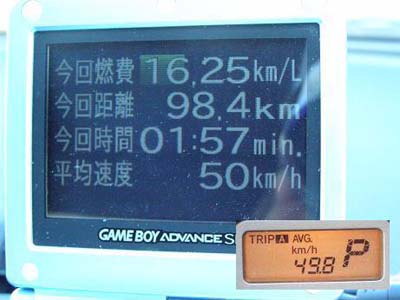 今回燃費 16.25km/L
今回距離 98.4km
今回時間 01:57min.
平均速度 50km/h
GAME BOY ADVANCE S
TRIP A AVG.
km/h
49.8 P